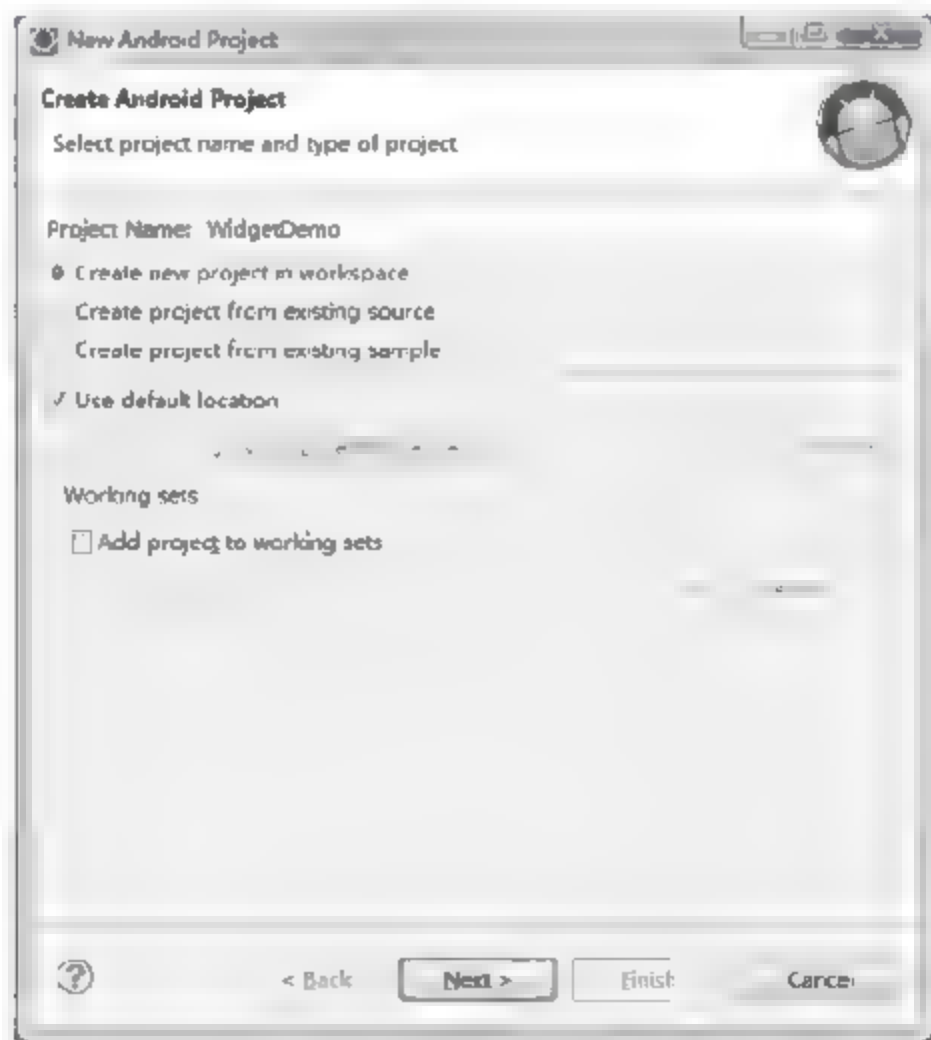 New Android Project
Create Android Project
Select project name and type of project
Project Name: WidgetDemo
Create new project in workspace
Create project from existing source
Create project from existing sample
Use default location
Working sets
Add project to working sets
< Back
Next >
Finish
Cancel